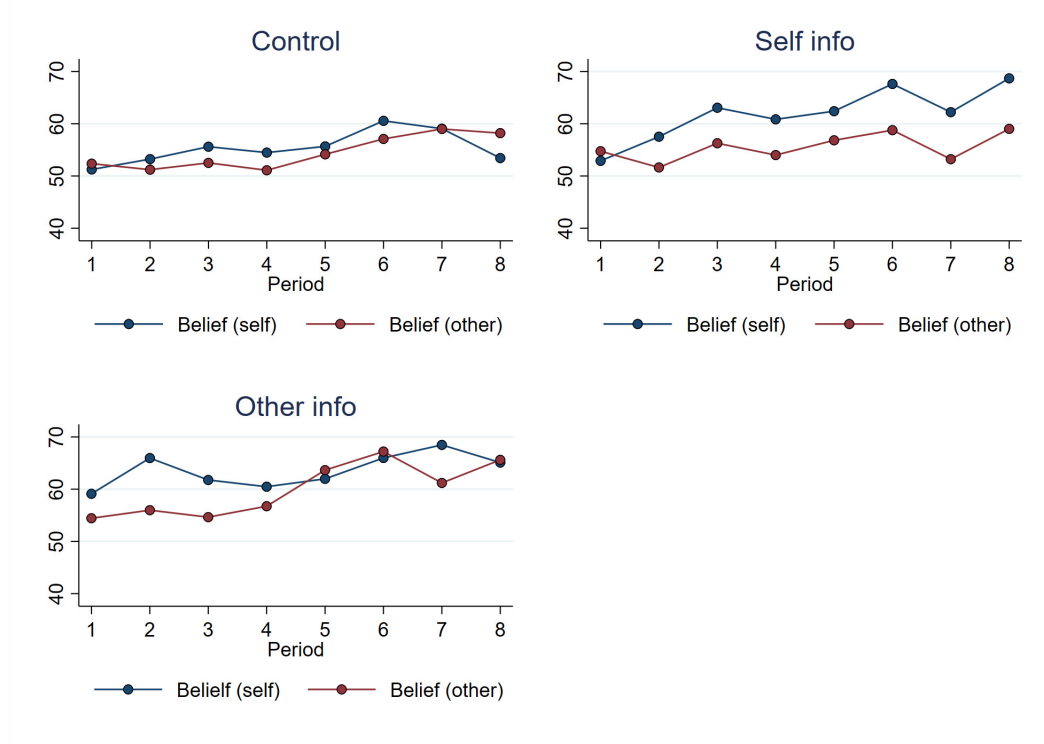 Control
70
60
50
40
1 2 3 4 5 6 7 8
Period
Belief (self) Belief (other)
Self info
70
60
50
40
1 2 3 4 5 6 7 8
Period
Belief (self) Belief (other)
Other info
70
60
50
40
1 2 3 4 5 6 7 8
Period
Belielf (self) Belief (other)